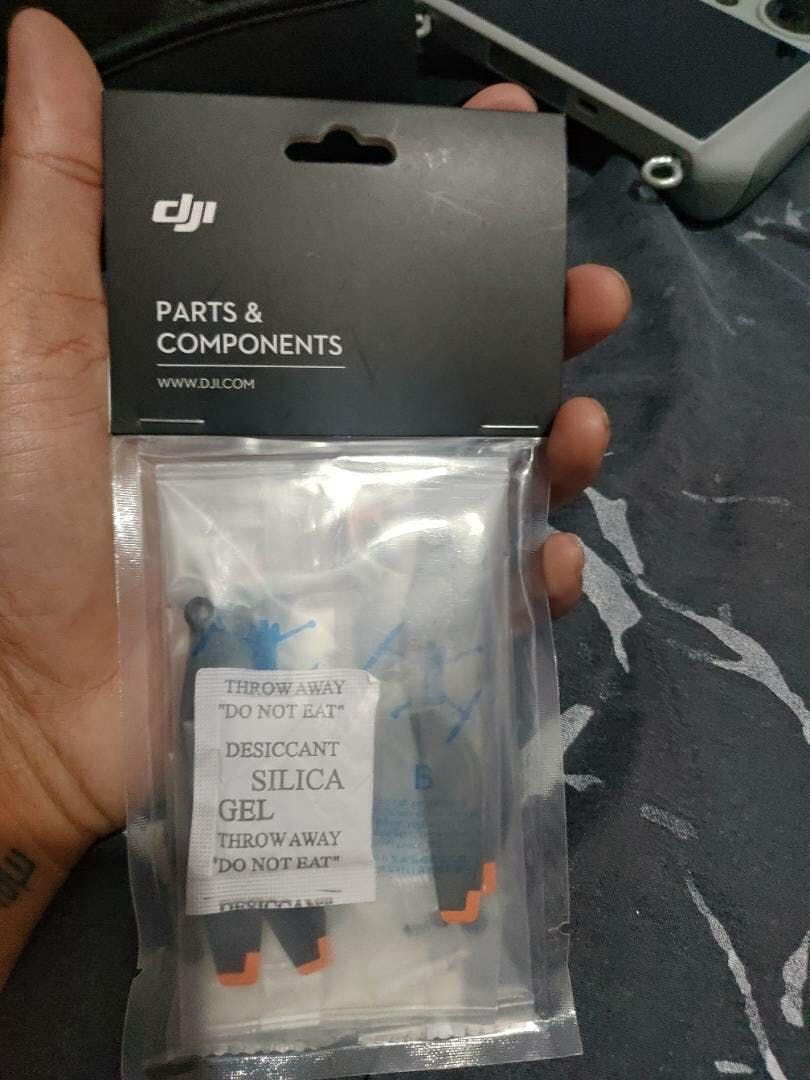 dji
PARTS &
COMPONENTS
WWW.DJI.COM
THROW AWAY
"DO NOT EAT"
DESICCANT
SILICA
GEL
THROW AWAY
"DO NOT EAT"
DESICCANT
B